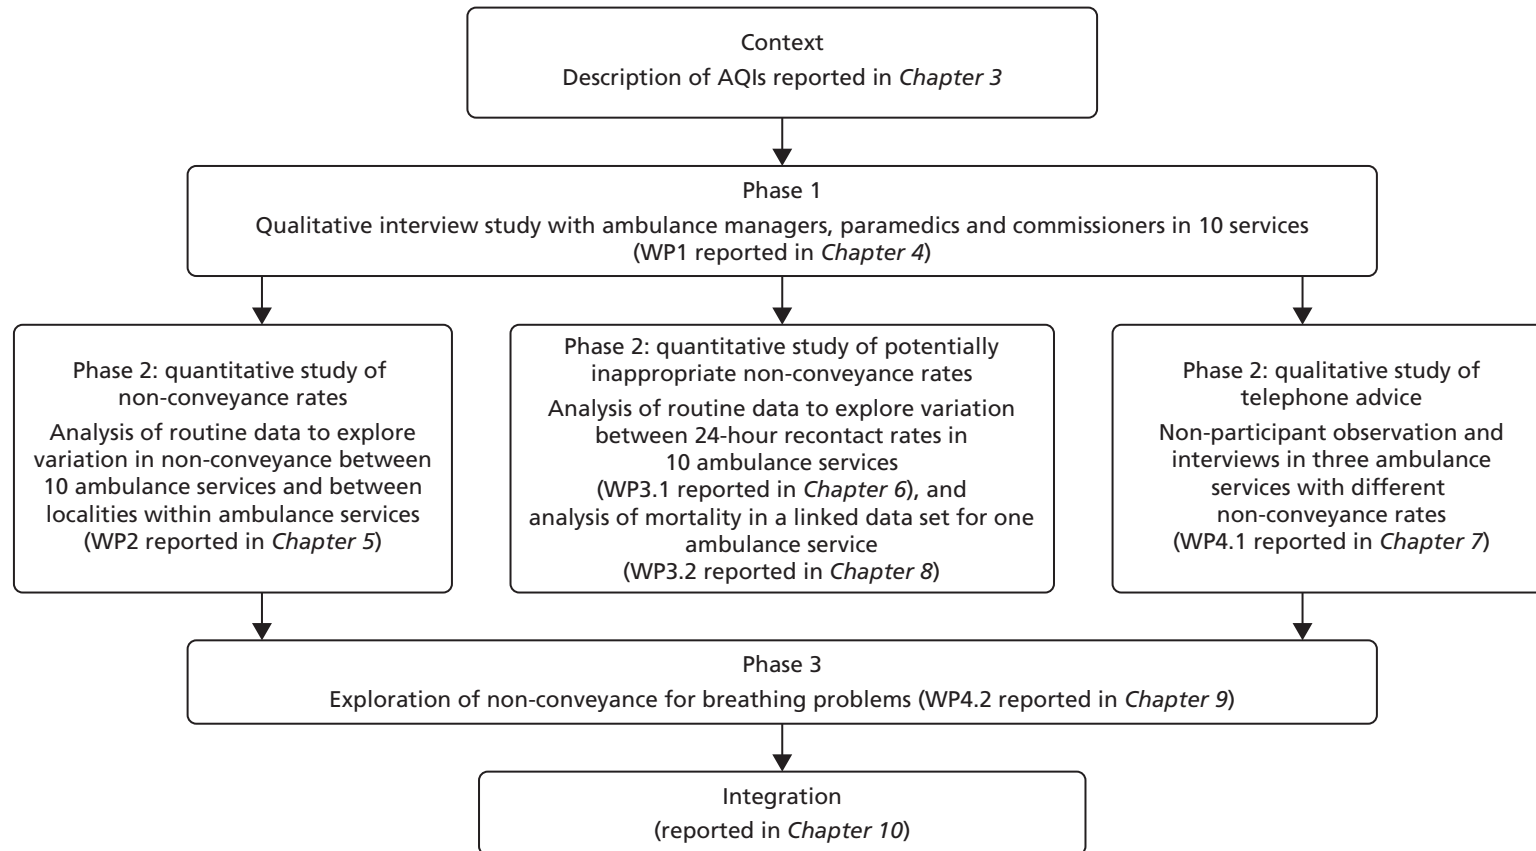 Context
Description of AQIs reported in Chapter 3
Phase 1
Qualitative interview study with ambulance managers, paramedics and commissioners in 10 services
(WP1 reported in Chapter 4)
Phase 2: quantitative study of
non-conveyance rates
Analysis of routine data to explore
variation in non-conveyance between
10 ambulance services and between
localities within ambulance services
(WP2 reported in Chapter 5)
Phase 2: quantitative study of potentially
inappropriate non-conveyance rates
Analysis of routine data to explore variation
between 24-hour recontact rates in
10 ambulance services
(WP3.1 reported in Chapter 6), and
analysis of mortality in a linked data set for one
ambulance service
(WP3.2 reported in Chapter 8)
Phase 2: qualitative study of
telephone advice
Non-participant observation and
interviews in three ambulance
services with different
non-conveyance rates
(WP4.1 reported in Chapter 7)
Phase 3
Exploration of non-conveyance for breathing problems (WP4.2 reported in Chapter 9)
Integration
(reported in Chapter 10)